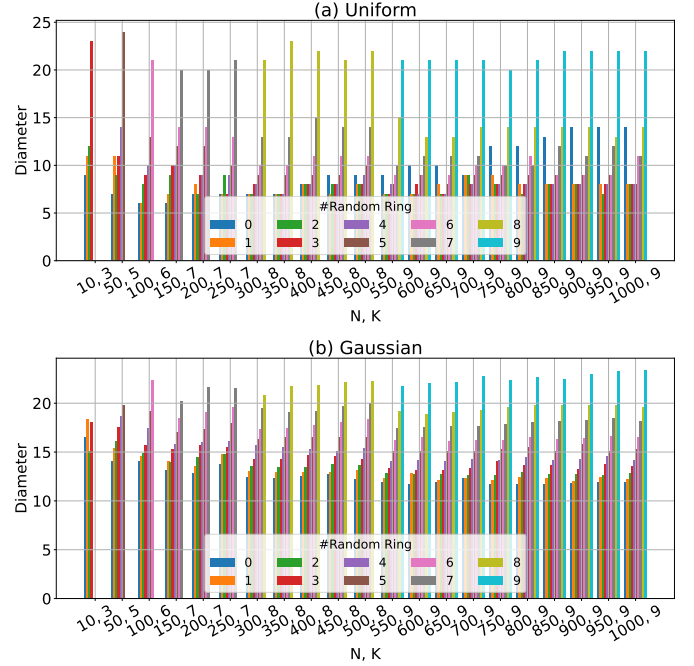 (a) Uniform
25
20
15
10
5
0
Diameter
#Random Ring
0 2 4 6 8
1 3 5 7 9
10, 3 50, 5 100, 6 150, 7 200, 7 250, 7 300, 8 350, 8 400, 8 450, 8 500, 8 550, 9 600, 9 650, 9 700, 9 750, 9 800, 9 850, 9 900, 9 950, 9 1000, 9
N, K
(b) Gaussian
20
15
10
5
0
Diameter
#Random Ring
0 2 4 6 8
1 3 5 7 9
10, 3 50, 5 100, 6 150, 7 200, 7 250, 7 300, 8 350, 8 400, 8 450, 8 500, 8 550, 9 600, 9 650, 9 700, 9 750, 9 800, 9 850, 9 900, 9 950, 9 1000, 9
N, K